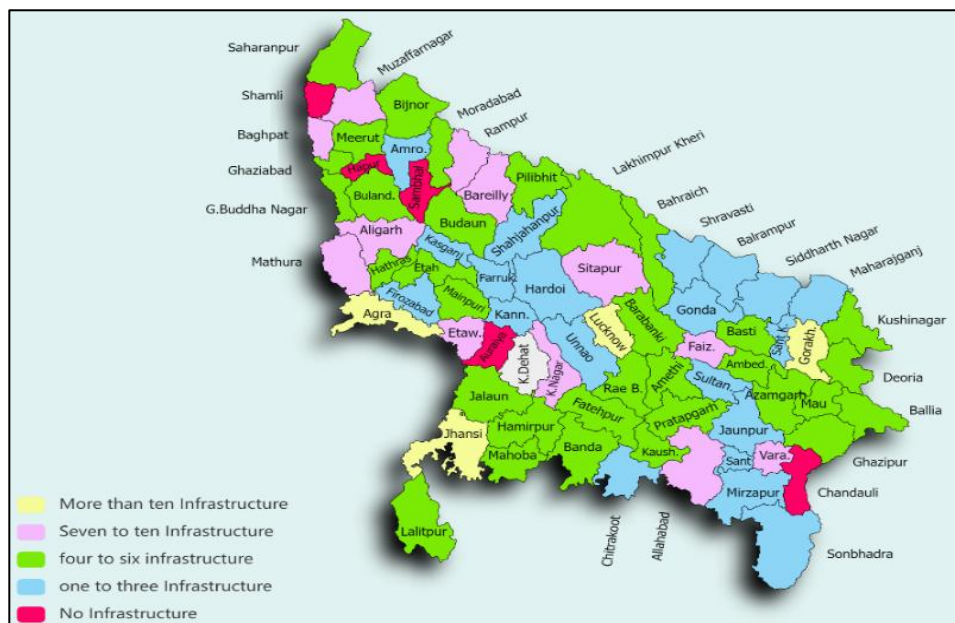 Saharanpur
Muzaffarnagar
Shamli
Bijnor
Moradabad
Rampur
Baghpat
Meerut
Amro.
Ghaziabad
Hapur
Sambhal
Lakhimpur Kheri
Pilibhit
Bareilly
Buland.
G.Buddha Nagar
Budaun
Shahjahanpur
Bahraich
Shravasti
Balrampur
Siddharth Nagar
Maharajganj
Aligarh
Kasganj
Mathura
Hathras
Etah
Farruk.
Sitapur
Hardoi
Firozabad
Mainpuri
Agra
Kann.
Lucknow
Barabanki
Gonda
Basti
Sant K.
Gorakh.
Kushinagar
Etaw.
Auraiya
K.Dehat
K.Nagar
Unnao
Faiz.
Ambed.
Deoria
Rae B.
Amethi
Sultan.
Azamgarh
Mau
Ballia
Jalaun
Fatehpur
Pratapgarh
Jhansi
Hamirpur
Jaunpur
Mahoba
Banda
Kaush.
Sant
Vara.
Ghazipur
Mirzapur
Chandauli
Lalitpur
Chitrakoot
Allahabad
Sonbhadra
More than ten Infrastructure
Seven to ten Infrastructure
four to six infrastructure
one to three Infrastructure
No Infrastructure